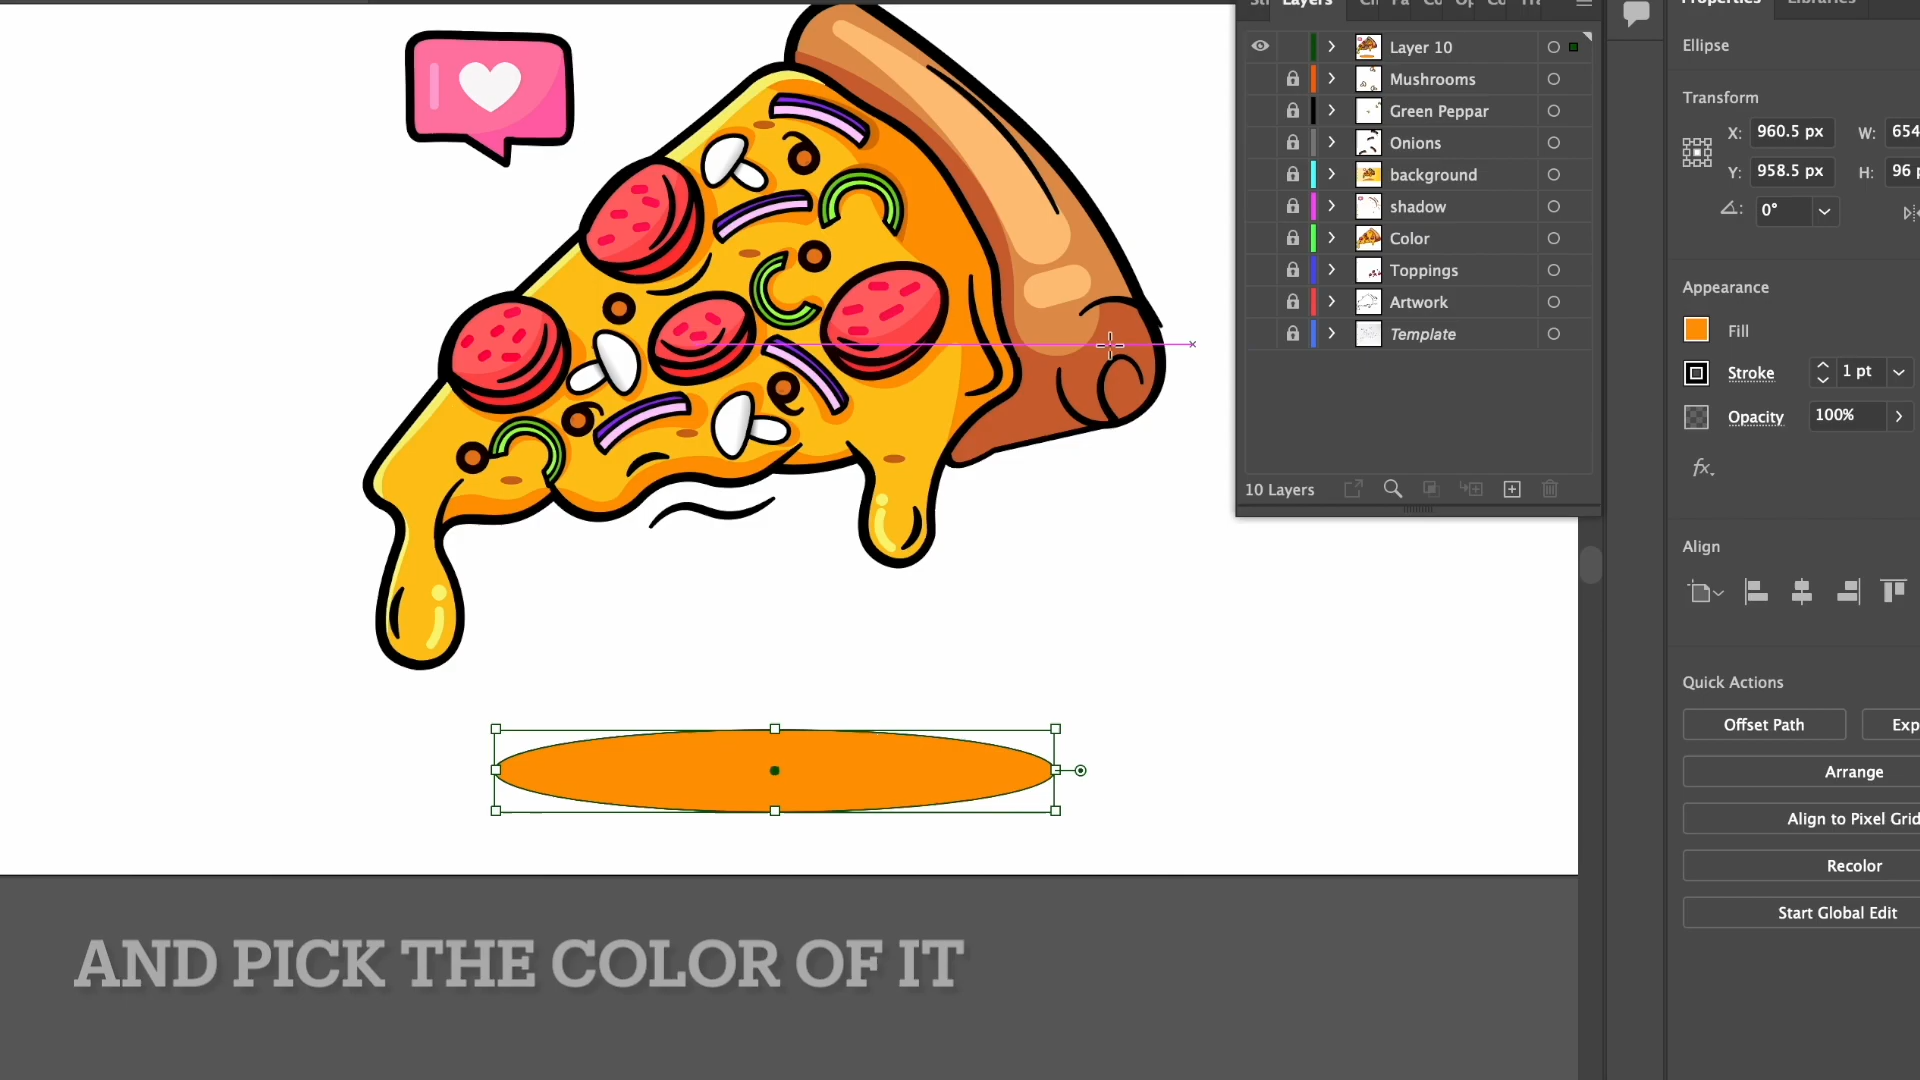 Layers
Properties
Libraries
Layer 10
Mushrooms
Green Peppar
Onions
background
shadow
Color
Toppings
Artwork
Template
10 Layers
Ellipse
Transform
X: 960.5 px
W: 654
Y: 958.5 px
H: 96 p
0°
Appearance
Fill
Stroke
1 pt
Opacity
100%
fx.
Align
Quick Actions
Offset Path
Exp
Arrange
Align to Pixel Grid
Recolor
Start Global Edit
AND PICK THE COLOR OF IT